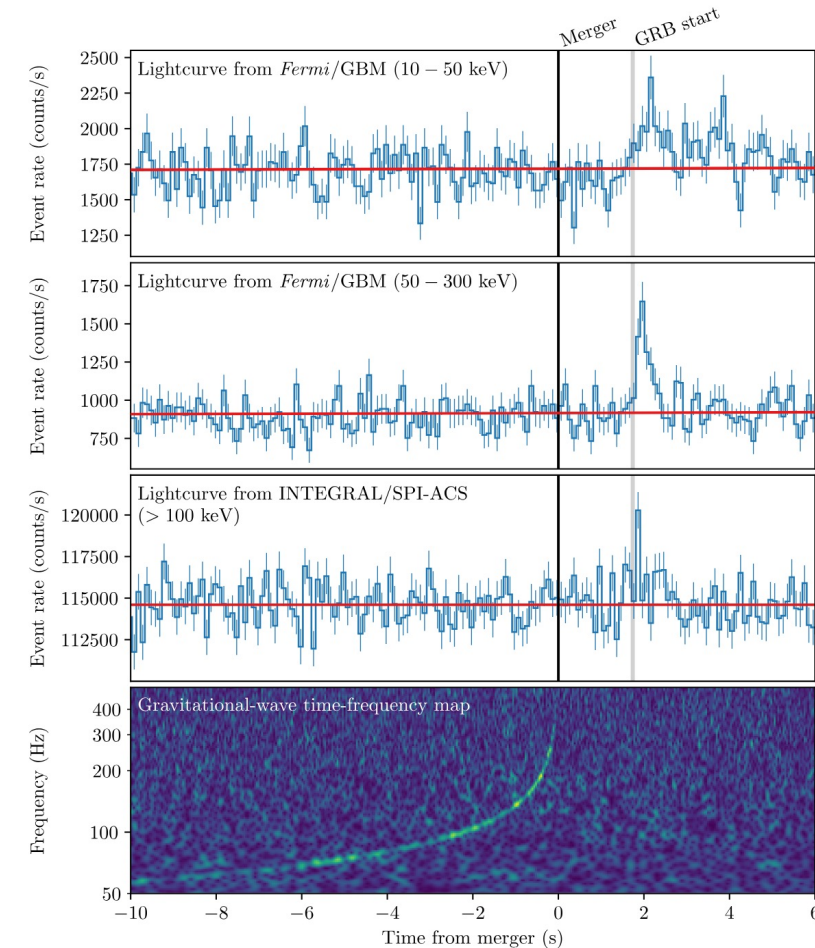 Merger
GRB start
Lightcurve from Fermi/GBM (10 − 50 keV)
Event rate (counts/s)
2500
2250
2000
1750
1500
1250
Lightcurve from Fermi/GBM (50 − 300 keV)
Event rate (counts/s)
1750
1500
1250
1000
750
Lightcurve from INTEGRAL/SPI-ACS
(> 100 keV)
Event rate (counts/s)
120000
117500
115000
112500
Gravitational-wave time-frequency map
Frequency (Hz)
400
300
200
100
50
−10 −8 −6 −4 −2 0 2 4 6
Time from merger (s)